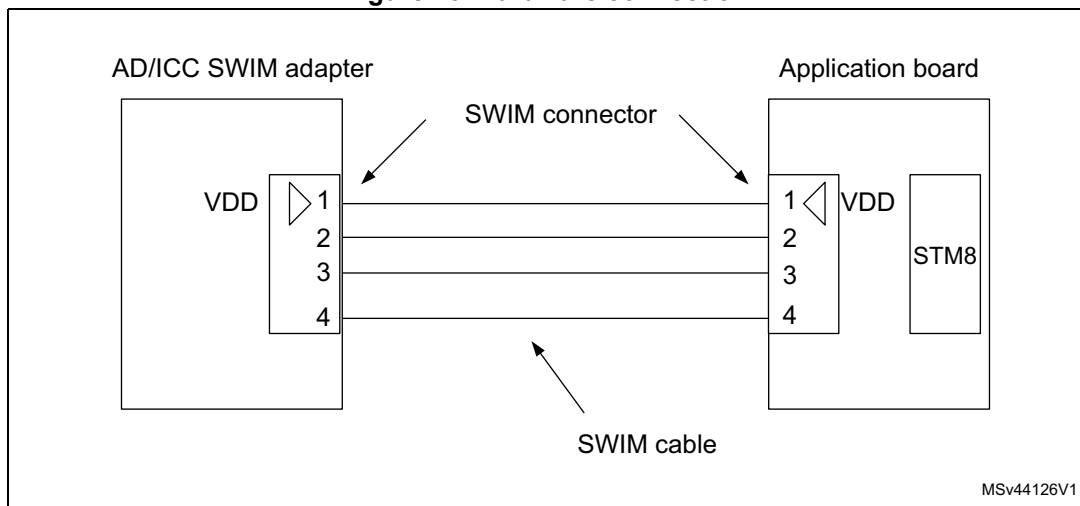 AD/ICC SWIM adapter
Application board
SWIM connector
VDD
1
1
VDD
2
2
3
3
STM8
4
4
SWIM cable
MSv44126V1